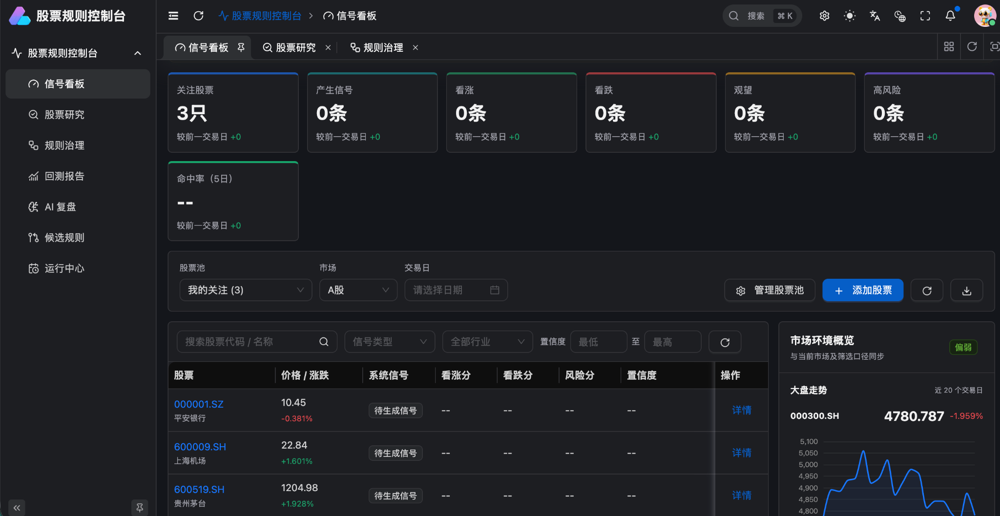 股票规则控制台
股票规则控制台 > 信号看板
搜索 ⌘ K
股票规则控制台
信号看板
股票研究
规则治理
回测报告
AI 复盘
候选规则
运行中心
信号看板
股票研究 ×
规则治理 ×
关注股票
3只
较前一交易日 +0
产生信号
0条
较前一交易日 +0
看涨
0条
较前一交易日 +0
看跌
0条
较前一交易日 +0
观望
0条
较前一交易日 +0
高风险
0条
较前一交易日 +0
命中率（5日）
--
较前一交易日 +0
股票池
我的关注 (3)
市场
A股
交易日
请选择日期
管理股票池
+ 添加股票
搜索股票代码 / 名称
信号类型
全部行业
置信度 最低 至 最高
股票 价格 / 涨跌 系统信号 看涨分 看跌分 风险分 置信度 操作
000001.SZ 10.45 待生成信号 -- -- -- -- 详情
平安银行 -0.381%
600009.SH 22.84 待生成信号 -- -- -- -- 详情
上海机场 +1.601%
600519.SH 1204.98 待生成信号 -- -- -- -- 详情
贵州茅台 +1.928%
市场环境概览
与当前市场及筛选口径同步
偏弱
大盘走势 近 20 个交易日
000300.SH 4780.787 -1.959%
5,100
5,050
5,000
4,950
4,900
4,850
4,800